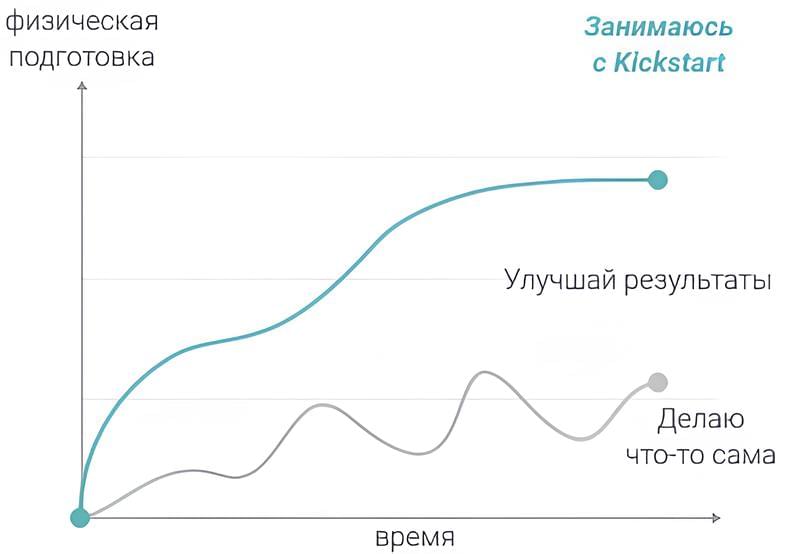 физическая
подготовка
Занимаюсь
с Kickstart
Улучшай результаты
Делаю
что-то сама
время